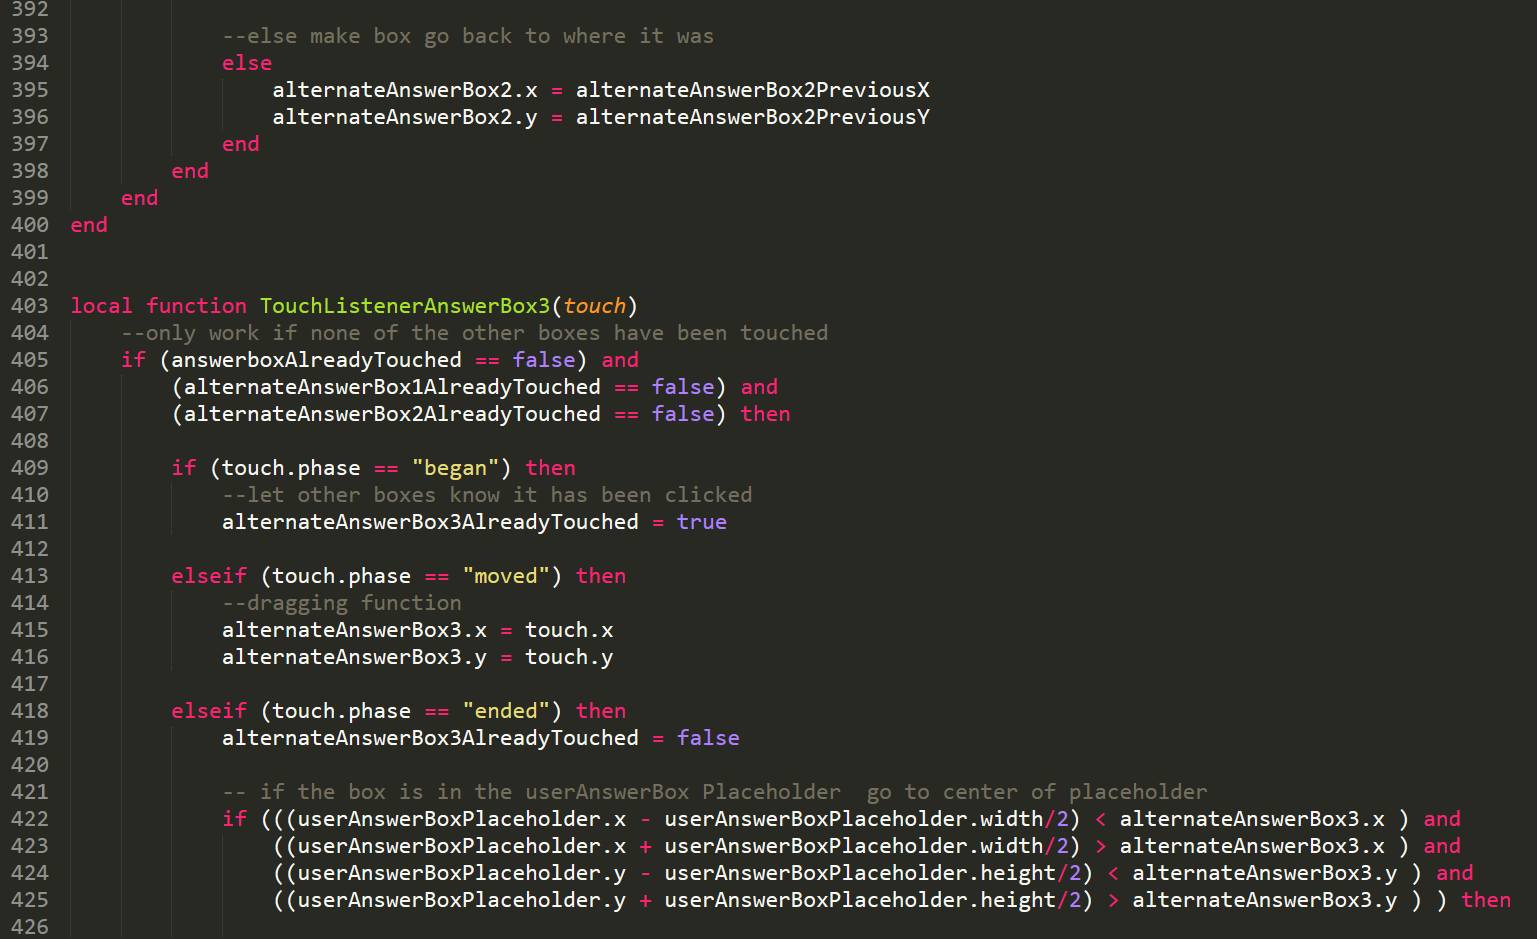 392
393 --else make box go back to where it was
394 else
395 alternateAnswerBox2.x = alternateAnswerBox2PreviousX
396 alternateAnswerBox2.y = alternateAnswerBox2PreviousY
397 end
398 end
399 end
400 end
401
402
403 local function TouchListenerAnswerBox3(touch)
404 --only work if none of the other boxes have been touched
405 if (answerboxAlreadyTouched == false) and
406 (alternateAnswerBox1AlreadyTouched == false) and
407 (alternateAnswerBox2AlreadyTouched == false) then
408
409 if (touch.phase == "began") then
410 --let other boxes know it has been clicked
411 alternateAnswerBox3AlreadyTouched = true
412
413 elseif (touch.phase == "moved") then
414 --dragging function
415 alternateAnswerBox3.x = touch.x
416 alternateAnswerBox3.y = touch.y
417
418 elseif (touch.phase == "ended") then
419 alternateAnswerBox3AlreadyTouched = false
420
421 -- if the box is in the userAnswerBox Placeholder  go to center of placeholder
422 if (((userAnswerBoxPlaceholder.x - userAnswerBoxPlaceholder.width/2) < alternateAnswerBox3.x ) and
423 ((userAnswerBoxPlaceholder.x + userAnswerBoxPlaceholder.width/2) > alternateAnswerBox3.x ) and
424 ((userAnswerBoxPlaceholder.y - userAnswerBoxPlaceholder.height/2) < alternateAnswerBox3.y ) and
425 ((userAnswerBoxPlaceholder.y + userAnswerBoxPlaceholder.height/2) > alternateAnswerBox3.y ) ) then
426